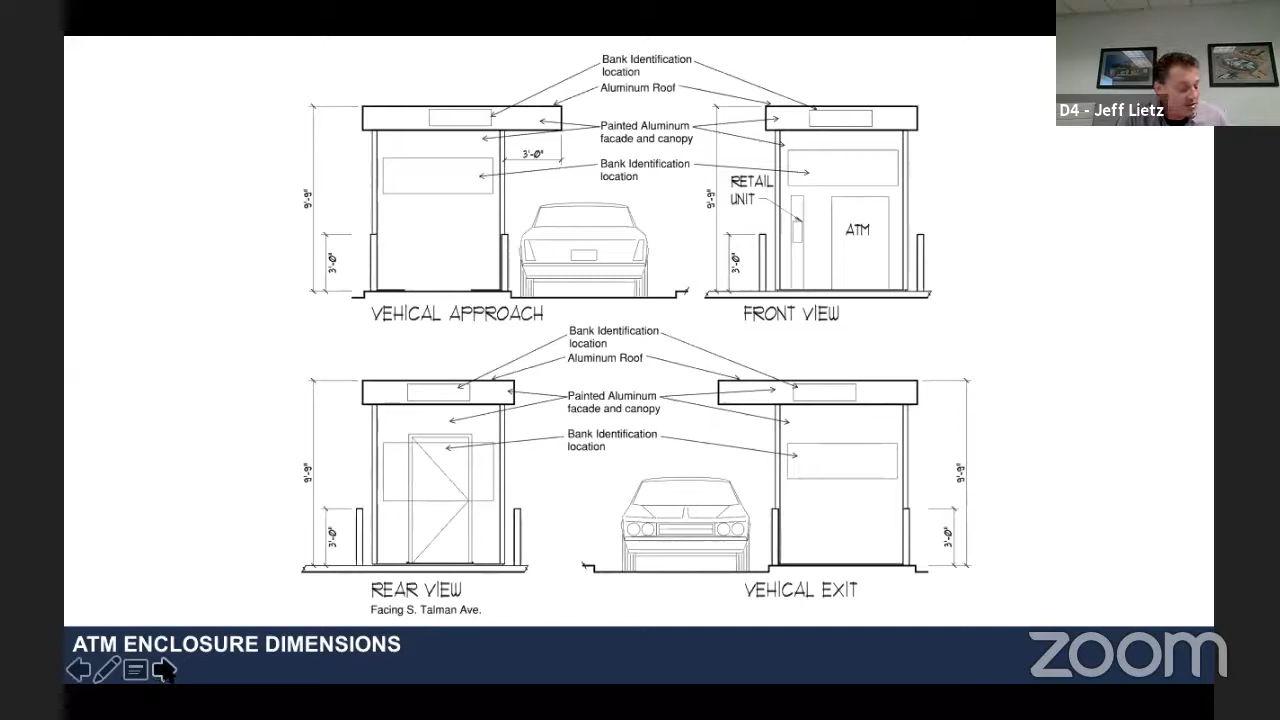 D4 - Jeff Lietz
Bank Identification
location
Aluminum Roof
Painted Aluminum
facade and canopy
3'-0"
Bank Identification
location
9'-9"
3'-0"
9'-9"
RETAIL
UNIT
ATM
3'-0"
VEHICAL APPROACH
FRONT VIEW
Bank Identification
location
Aluminum Roof
Painted Aluminum
facade and canopy
Bank Identification
location
9'-9"
3'-0"
9'-9"
3'-0"
REAR VIEW
Facing S. Talman Ave.
VEHICAL EXIT
ATM ENCLOSURE DIMENSIONS
zoom